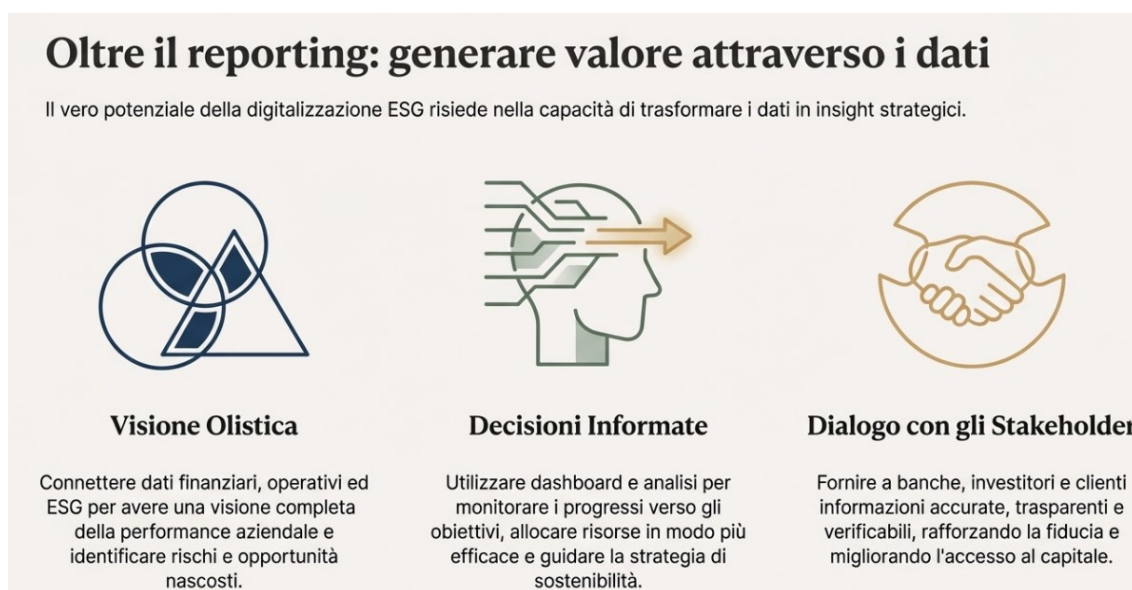 Oltre il reporting: generare valore attraverso i dati
Il vero potenziale della digitalizzazione ESG risiede nella capacità di trasformare i dati in insight strategici.
Visione Olistica
Connettere dati finanziari, operativi ed
ESG per avere una visione completa
della performance aziendale e
identificare rischi e opportunità
nascosti.
Decisioni Informate
Utilizzare dashboard e analisi per
monitorare i progressi verso gli
obiettivi, allocare risorse in modo più
efficace e guidare la strategia di
sostenibilità.
Dialogo con gli Stakeholder
Fornire a banche, investitori e clienti
informazioni accurate, trasparenti e
verificabili, rafforzando la fiducia e
migliorando l'accesso al capitale.